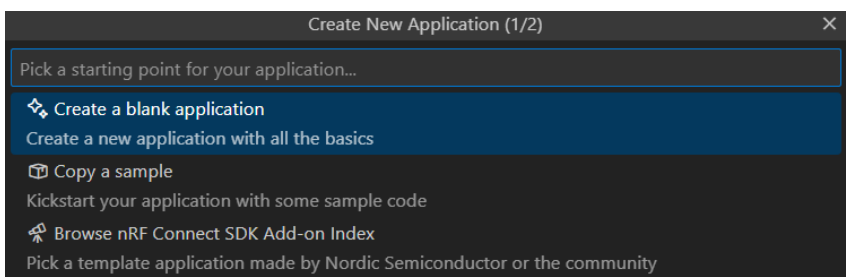 Create New Application (1/2)
Pick a starting point for your application...
Create a blank application
Create a new application with all the basics
Copy a sample
Kickstart your application with some sample code
Browse nRF Connect SDK Add-on Index
Pick a template application made by Nordic Semiconductor or the community